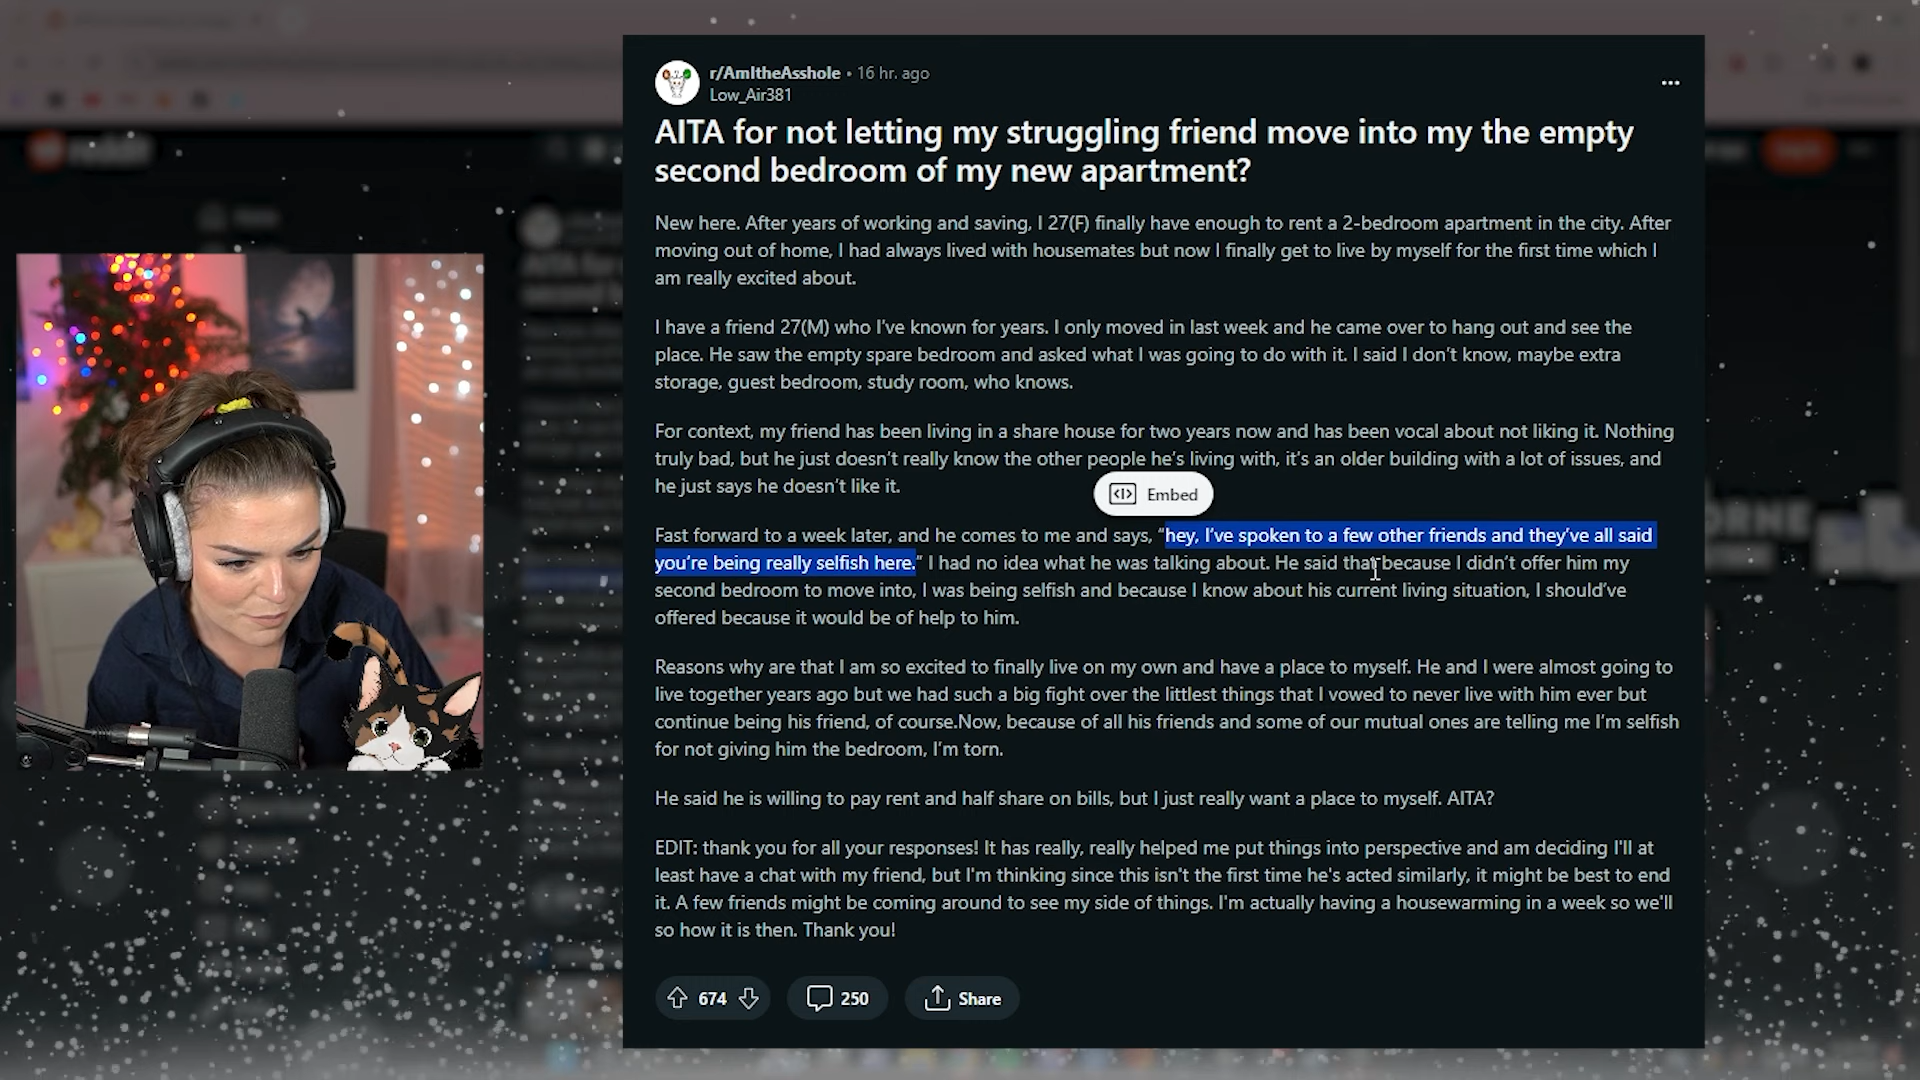 r/AmItheAsshole • 16 hr. ago
Low_Air381
AITA for not letting my struggling friend move into my the empty
second bedroom of my new apartment?
New here. After years of working and saving, I 27(F) finally have enough to rent a 2-bedroom apartment in the city. After
moving out of home, I had always lived with housemates but now I finally get to live by myself for the first time which I
am really excited about.
I have a friend 27(M) who I've known for years. I only moved in last week and he came over to hang out and see the
place. He saw the empty spare bedroom and asked what I was going to do with it. I said I don't know, maybe extra
storage, guest bedroom, study room, who knows.
For context, my friend has been living in a share house for two years now and has been vocal about not liking it. Nothing
truly bad, but he just doesn't really know the other people he's living with, it's an older building with a lot of issues, and
he just says he doesn't like it.
Embed
Fast forward to a week later, and he comes to me and says, "hey, I've spoken to a few other friends and they've all said
you're being really selfish here." I had no idea what he was talking about. He said that because I didn't offer him my
second bedroom to move into, I was being selfish and because I know about his current living situation, I should've
offered because it would be of help to him.
Reasons why are that I am so excited to finally live on my own and have a place to myself. He and I were almost going to
live together years ago but we had such a big fight over the littlest things that I vowed to never live with him ever but
continue being his friend, of course.Now, because of all his friends and some of our mutual ones are telling me I'm selfish
for not giving him the bedroom, I'm torn.
He said he is willing to pay rent and half share on bills, but I just really want a place to myself. AITA?
EDIT: thank you for all your responses! It has really, really helped me put things into perspective and am deciding I'll at
least have a chat with my friend, but I'm thinking since this isn't the first time he's acted similarly, it might be best to end
it. A few friends might be coming around to see my side of things. I'm actually having a housewarming in a week so we'll
so how it is then. Thank you!
674
250
Share
reddit